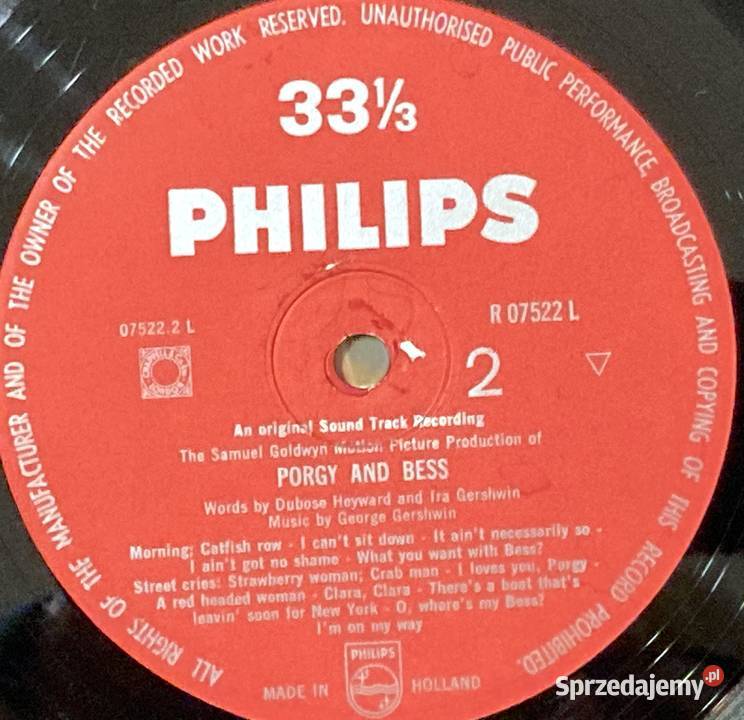 ALL RIGHTS OF THE MANUFACTURER AND OF THE OWNER OF THE RECORDED WORK RESERVED. UNAUTHORISED PUBLIC PERFORMANCE, BROADCASTING AND COPYING OF THIS RECORD PROHIBITED.
33⅓
PHILIPS
07522.2 L
R 07522 L
2
An original Sound Track Recording
The Samuel Goldwyn Motion Picture Production of
PORGY AND BESS
Words by Dubose Heyward and Ira Gershwin
Music by George Gershwin
Morning; Catfish row - I can't sit down - It ain't necessarily so -
I ain't got no shame - What you want with Bess?
Street cries: Strawberry woman; Crab man - I loves you, Porgy -
A red headed woman - Clara, Clara - There's a boat that's
leavin' soon for New York - O, where's my Bess?
I'm on my way
PHILIPS
MADE IN HOLLAND
Sprzedajemy.pl